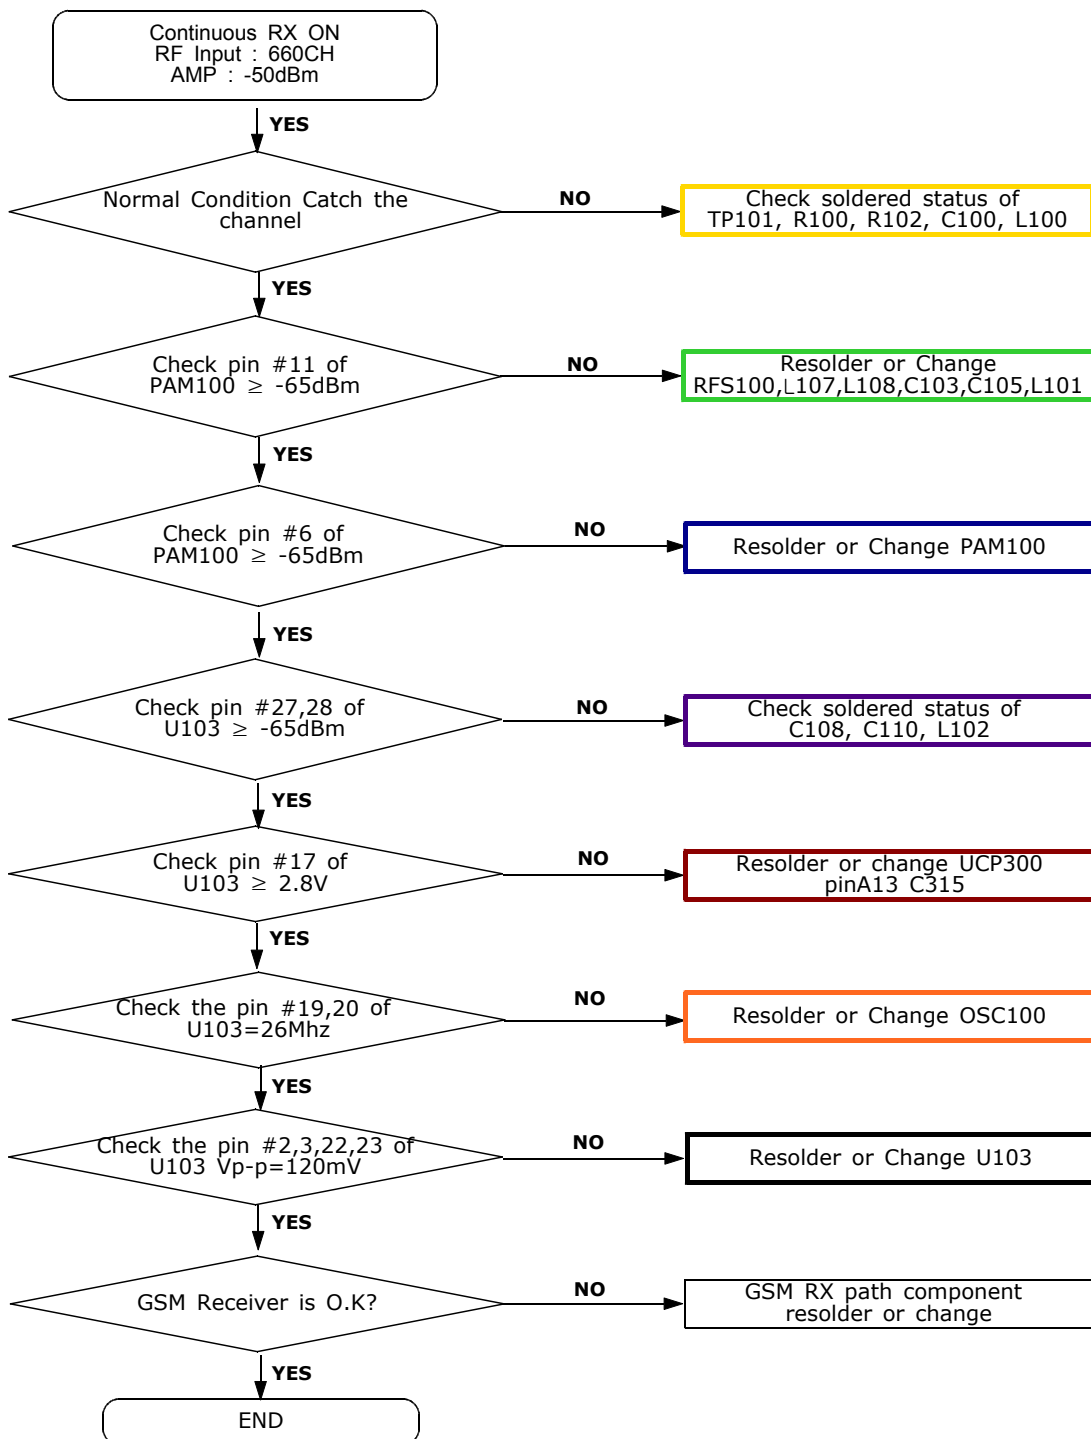 Continuous RX ON
RF Input : 660CH
AMP : -50dBm
YES
Normal Condition Catch the
channel
NO
Check soldered status of
TP101, R100, R102, C100, L100
YES
Check pin #11 of
PAM100 ≥ -65dBm
NO
Resolder or Change
RFS100,L107,L108,C103,C105,L101
YES
Check pin #6 of
PAM100 ≥ -65dBm
NO
Resolder or Change PAM100
YES
Check pin #27,28 of
U103 ≥ -65dBm
NO
Check soldered status of
C108, C110, L102
YES
Check pin #17 of
U103 ≥ 2.8V
NO
Resolder or change UCP300
pinA13 C315
YES
Check the pin #19,20 of
U103=26Mhz
NO
Resolder or Change OSC100
YES
Check the pin #2,3,22,23 of
U103 Vp-p=120mV
NO
Resolder or Change U103
YES
GSM Receiver is O.K?
NO
GSM RX path component
resolder or change
YES
END